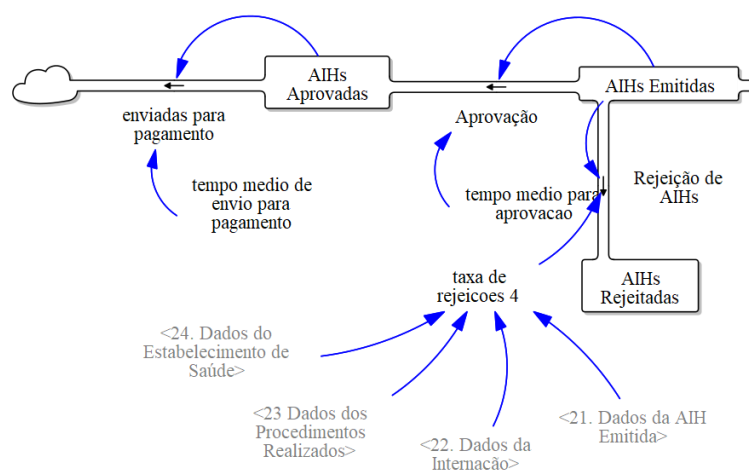 AIHs
Aprovadas
AIHs Emitidas
enviadas para
pagamento
Aprovação
tempo medio de
envio para
pagamento
tempo medio para
aprovacao
Rejeição de
AIHs
taxa de
rejeicoes 4
AIHs
Rejeitadas
<24. Dados do
Estabelecimento de
Saúde>
<23 Dados dos
Procedimentos
Realizados>
<22. Dados da
Internação>
<21. Dados da AIH
Emitida>